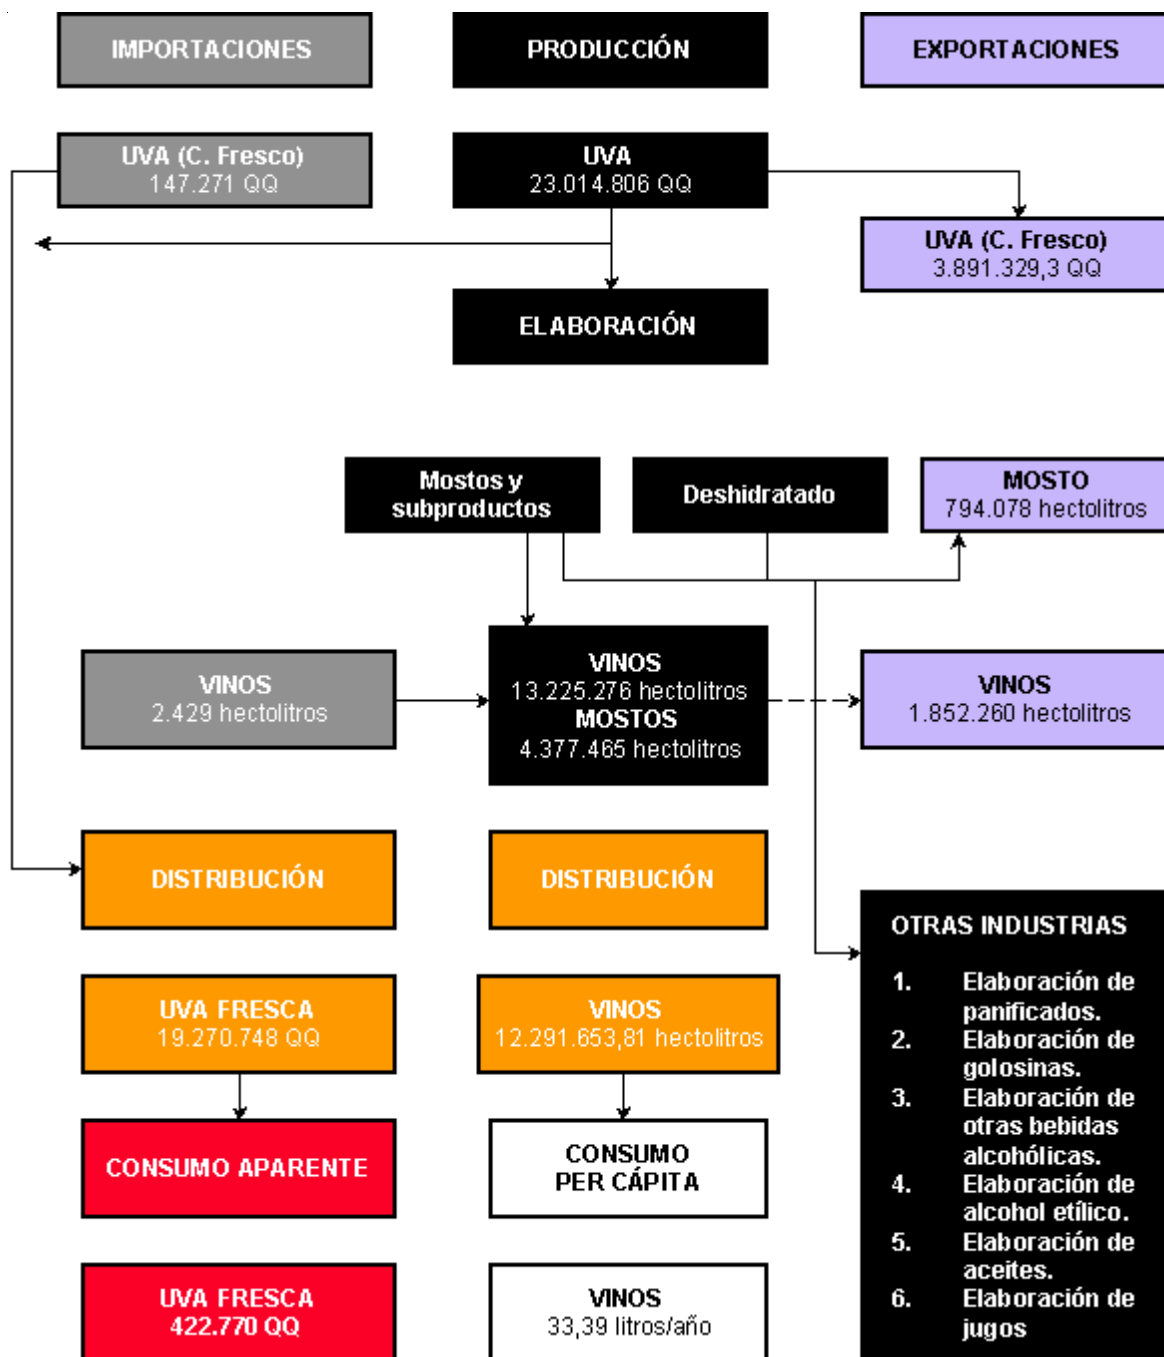 IMPORTACIONES
PRODUCCIÓN
EXPORTACIONES
UVA (C. Fresco)
147.271 QQ
UVA
23.014.806 QQ
UVA (C. Fresco)
3.891.329,3 QQ
ELABORACIÓN
Mostos y
subproductos
Deshidratado
MOSTO
794.078 hectolitros
VINOS
2.429 hectolitros
VINOS
13.225.276 hectolitros
MOSTOS
4.377.465 hectolitros
VINOS
1.852.260 hectolitros
DISTRIBUCIÓN
DISTRIBUCIÓN
UVA FRESCA
19.270.748 QQ
VINOS
12.291.653,81 hectolitros
CONSUMO APARENTE
CONSUMO
PER CÁPITA
UVA FRESCA
422.770 QQ
VINOS
33,39 litros/año
OTRAS INDUSTRIAS
1. Elaboración de
panificados.
2. Elaboración de
golosinas.
3. Elaboración de
otras bebidas
alcohólicas.
4. Elaboración de
alcohol etílico.
5. Elaboración de
aceites.
6. Elaboración de
jugos